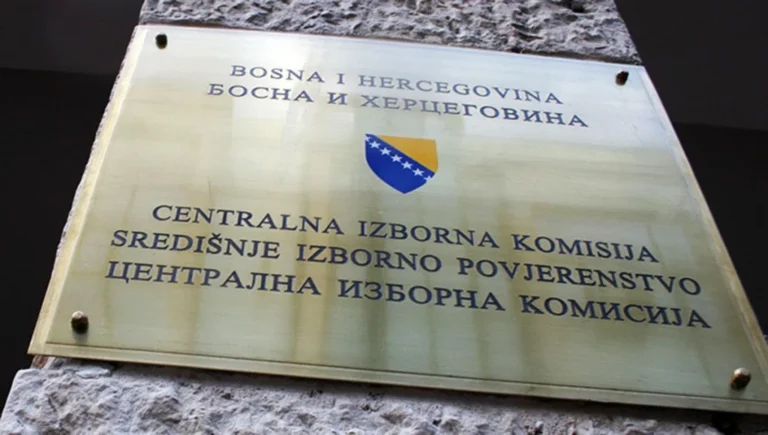 BOSNA I HERCEGOVINA
БОСНА И ХЕРЦЕГОВИНА
CENTRALNA IZBORNA KOMISIJA
SREDIŠNJE IZBORNO POVJERENSTVO
ЦЕНТРАЛНА ИЗБОРНА КОМИСИЈА